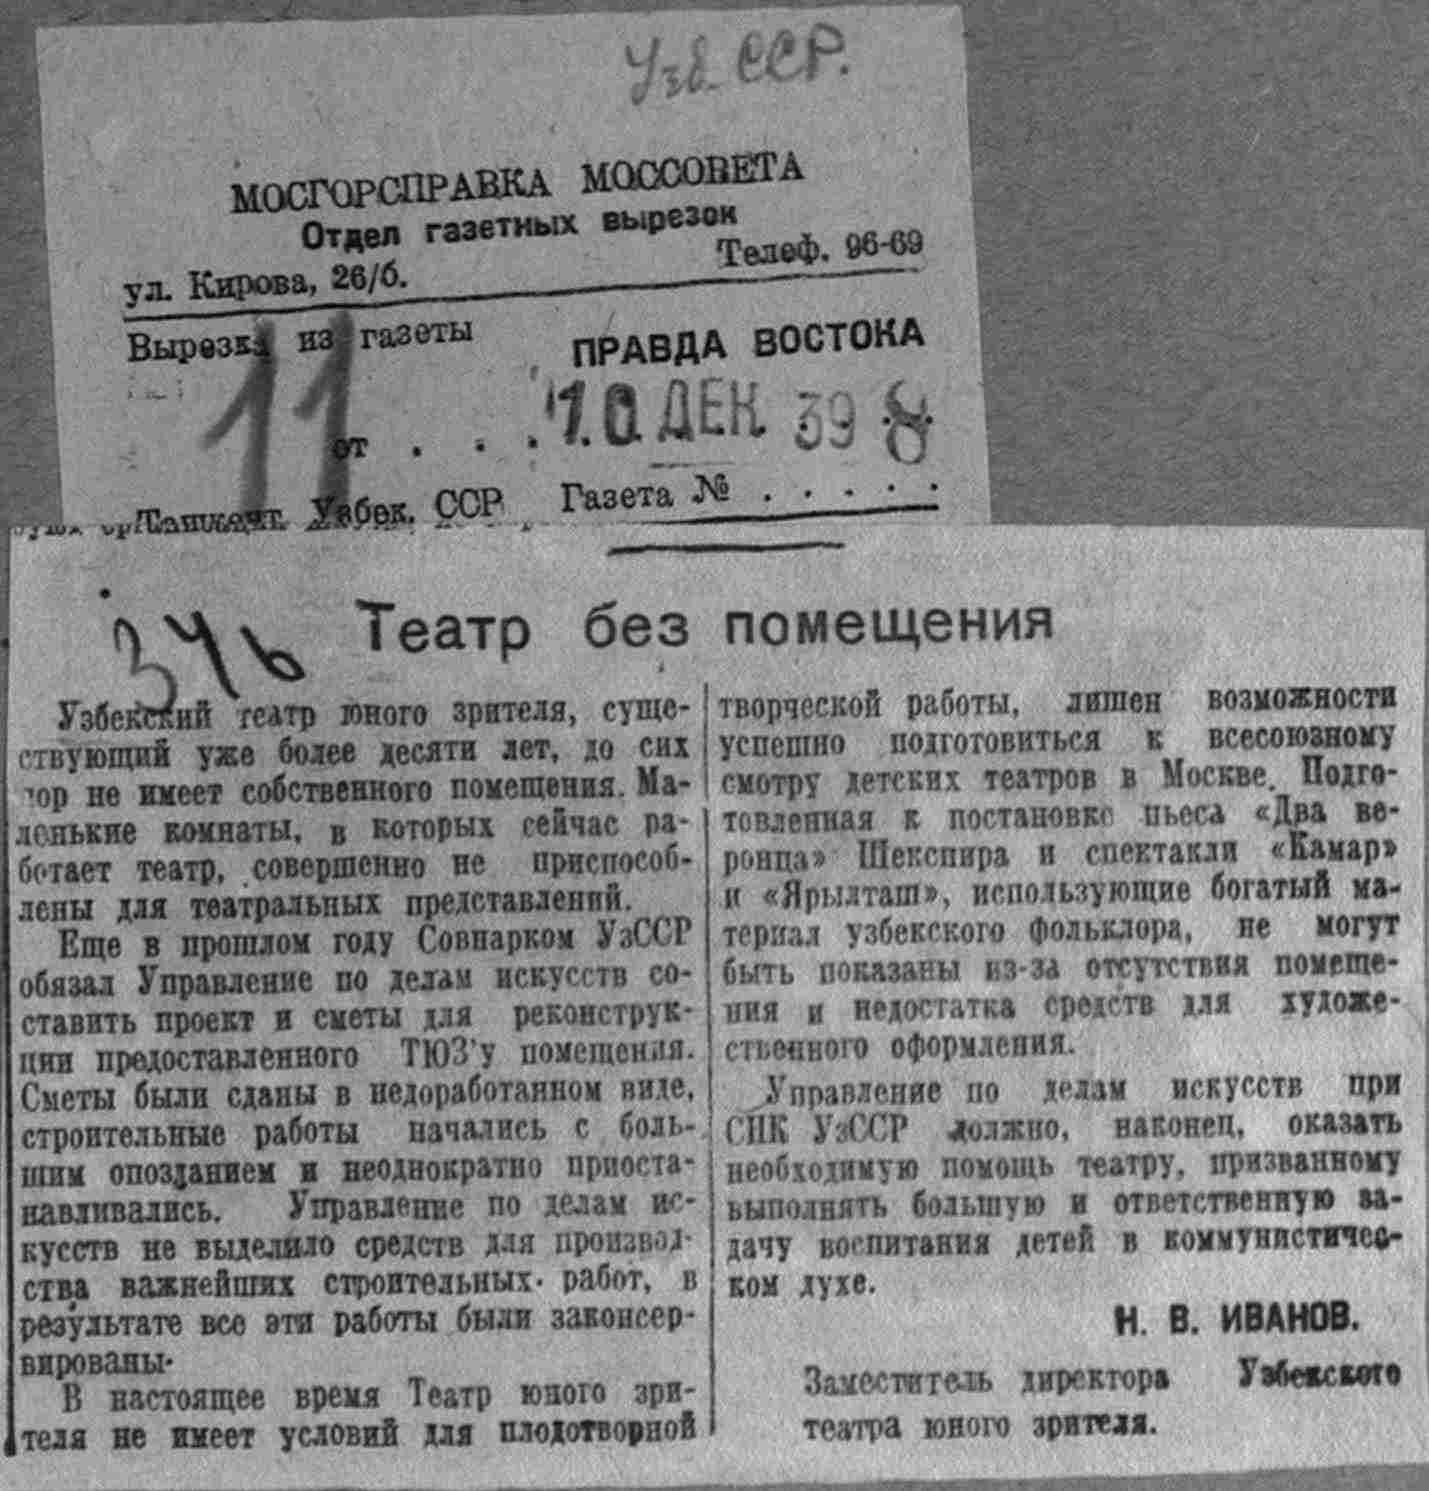 Узб. ССР.
МОСГОРСПРАВКА МОССОВЕТА
Отдел газетных вырезок
ул. Кирова, 26/б.
Телеф. 96-69
Вырезка из газеты
ПРАВДА ВОСТОКА
11
от . . . 10 ДЕК. 39
Ташкент. Узбек. ССР
Газета № . . . . .
Театр без помещения
Узбекский театр юного зрителя, суще-
ствующий уже более десяти лет, до сих
пор не имеет собственного помещения. Ма-
ленькие комнаты, в которых сейчас ра-
ботает театр, совершенно не приспособ-
лены для театральных представлений.
Еще в прошлом году Совнарком УзССР
обязал Управление по делам искусств со-
ставить проект и сметы для реконструк-
ции предоставленного ТЮЗ'у помещения.
Сметы были сданы в недоработанном виде,
строительные работы начались с боль-
шим опозданием и неоднократно приоста-
навливались. Управление по делам ис-
кусств не выделило средств для производ-
ства важнейших строительных работ, в
результате все эти работы были законсер-
вированы.
В настоящее время Театр юного зри-
теля не имеет условий для плодотворной
творческой работы, лишен возможности
успешно подготовиться к всесоюзному
смотру детских театров в Москве. Подго-
товленная к постановке пьеса «Два ве-
ронца» Шекспира и спектакли «Камар»
и «Ярылташ», использующие богатый ма-
териал узбекского фольклора, не могут
быть показаны из-за отсутствия помеще-
ния и недостатка средств для художе-
ственного оформления.
Управление по делам искусств при
СНК УзССР должно, наконец, оказать
необходимую помощь театру, призванному
выполнять большую и ответственную за-
дачу воспитания детей в коммунистичес-
ком духе.
Н. В. ИВАНОВ.
Заместитель директора Узбекского
театра юного зрителя.